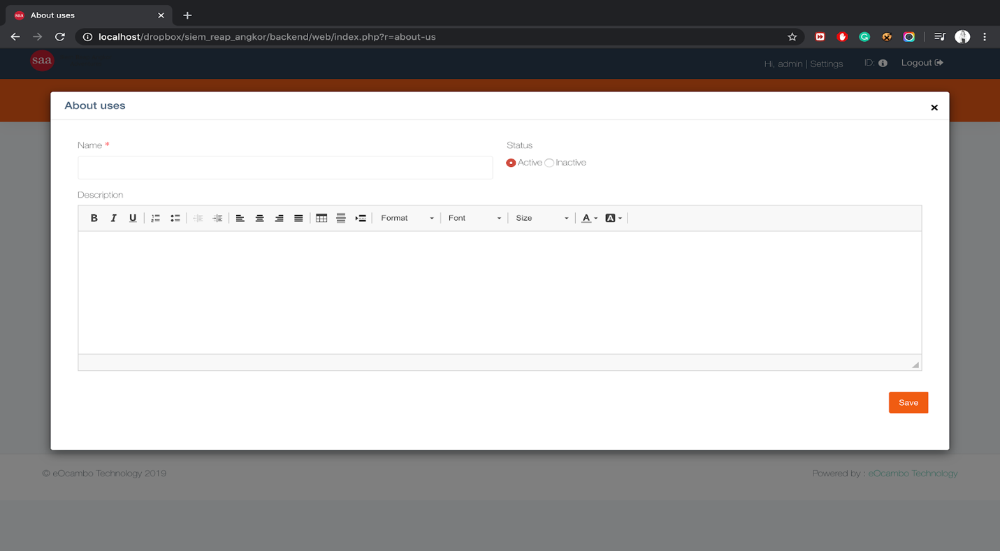 saa About uses
localhost/dropbox/siem_reap_angkor/backend/web/index.php?r=about-us
saa
Hi, admin | Settings ID: Logout
About uses
Name *
Status
Active Inactive
Description
B I U Format Font Size A A
Save
© eOcambo Technology 2019
Powered by : eOcambo Technology